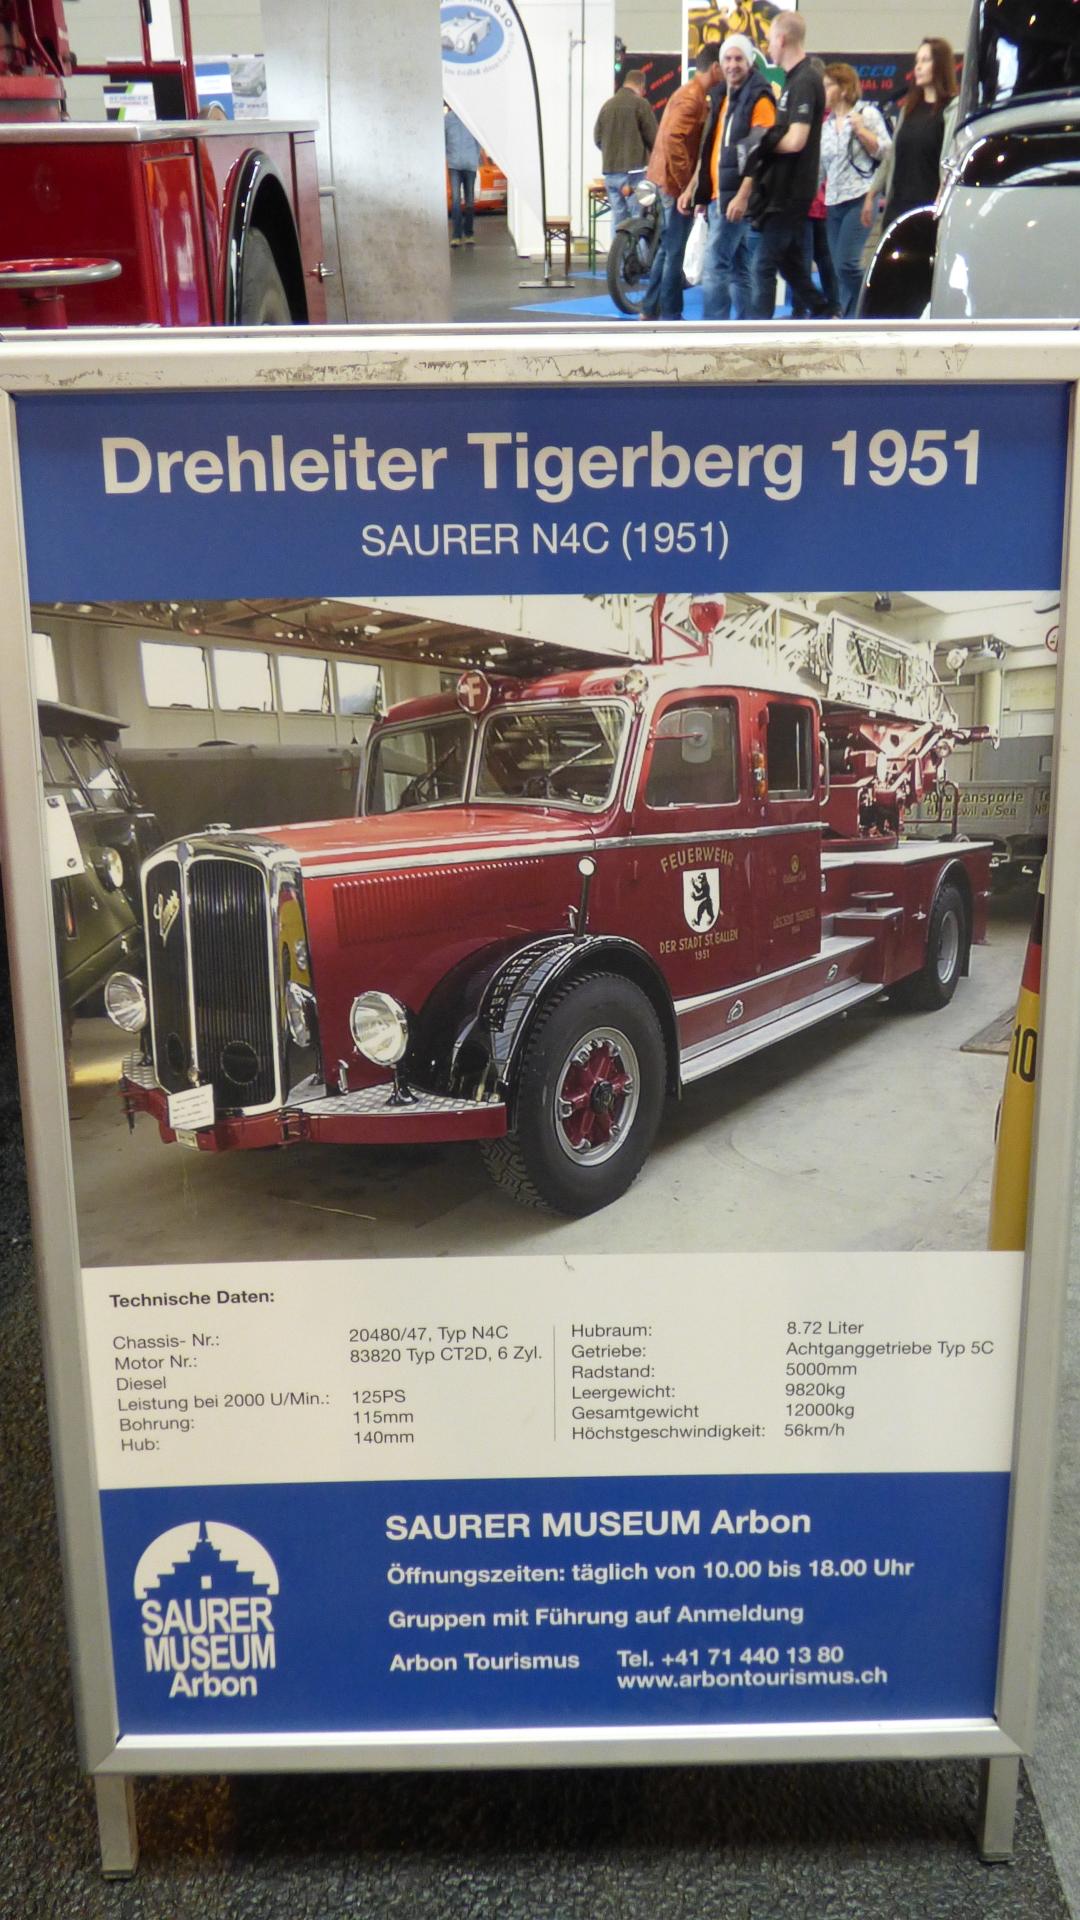 OLDTIMER
Drehleiter Tigerberg 1951
SAURER N4C (1951)
F
FEUERWEHR
DER STADT ST. GALLEN
1951
Saurer
Autotransporte
10
Technische Daten:
Chassis- Nr.: 20480/47, Typ N4C
Motor Nr.: 83820 Typ CT2D, 6 Zyl.
Diesel
Leistung bei 2000 U/Min.: 125PS
Bohrung: 115mm
Hub: 140mm
Hubraum: 8.72 Liter
Getriebe: Achtganggetriebe Typ 5C
Radstand: 5000mm
Leergewicht: 9820kg
Gesamtgewicht 12000kg
Höchstgeschwindigkeit: 56km/h
SAURER
MUSEUM
Arbon
SAURER MUSEUM Arbon
Öffnungszeiten: täglich von 10.00 bis 18.00 Uhr
Gruppen mit Führung auf Anmeldung
Arbon Tourismus Tel. +41 71 440 13 80
www.arbontourismus.ch